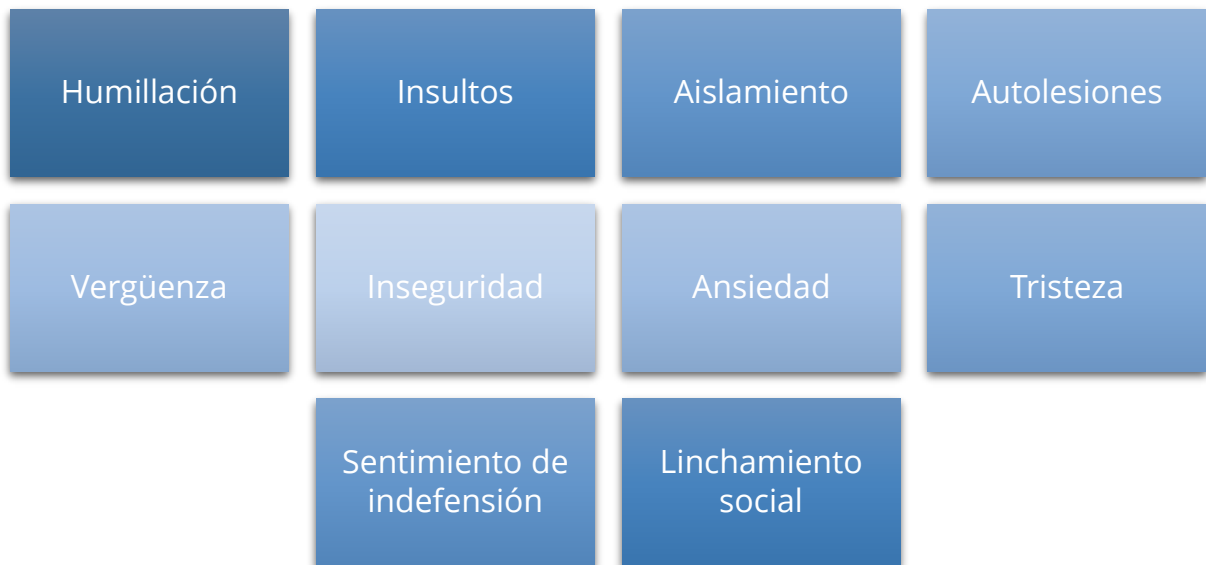 Humillación
Insultos
Aislamiento
Autolesiones
Vergüenza
Inseguridad
Ansiedad
Tristeza
Sentimiento de
indefensión
Linchamiento
social